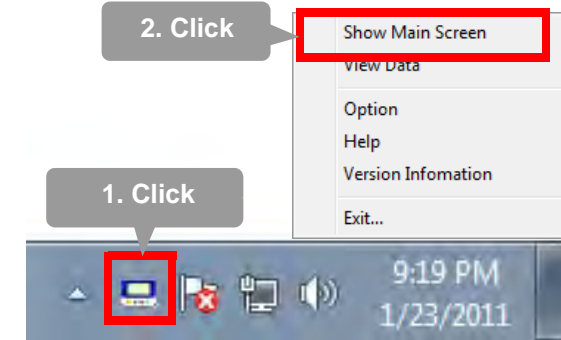 2. Click
Show Main Screen
View Data
Option
Help
Version Infomation
Exit...
1. Click
9:19 PM
1/23/2011